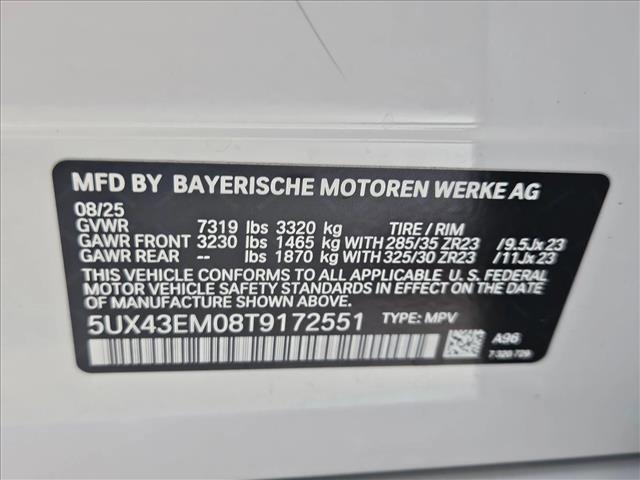 MFD BY BAYERISCHE MOTOREN WERKE AG
08/25
GVWR 7319 lbs 3320 kg TIRE / RIM
GAWR FRONT 3230 lbs 1465 kg WITH 285/35 ZR23 /9.5Jx23
GAWR REAR -- lbs 1870 kg WITH 325/30 ZR23 /11Jx23
THIS VEHICLE CONFORMS TO ALL APPLICABLE U.S. FEDERAL
MOTOR VEHICLE SAFETY STANDARDS IN EFFECT ON THE
DATE OF MANUFACTURE SHOWN ABOVE.
5UX43EM08T9172551 TYPE: MPV
A96
7 320 729